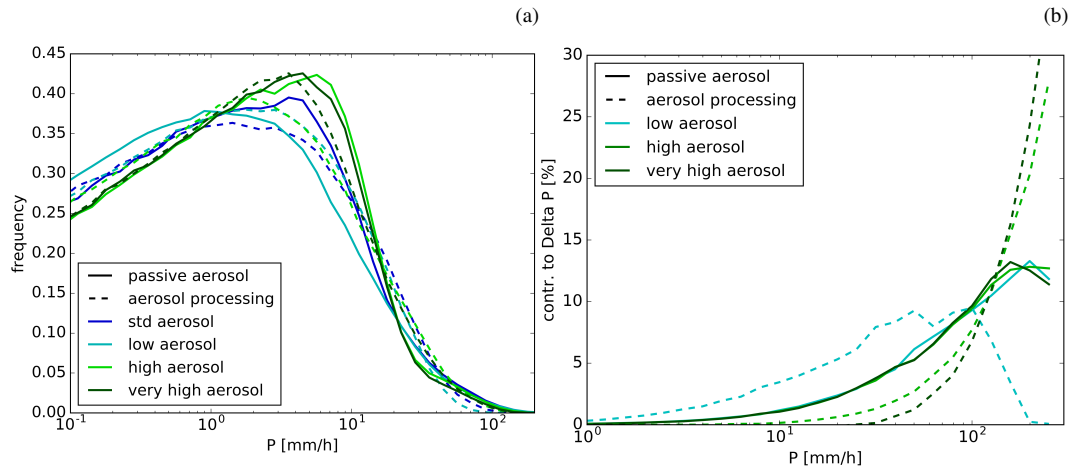 (a)
0.45
0.40
0.35
0.30
0.25
0.20
0.15
0.10
0.05
0.00
frequency
passive aerosol
aerosol processing
std aerosol
low aerosol
high aerosol
very high aerosol
10^-1
10^0
10^1
10^2
P [mm/h]
(b)
30
25
20
15
10
5
0
contr. to Delta P [%]
passive aerosol
aerosol processing
low aerosol
high aerosol
very high aerosol
10^0
10^1
10^2
P [mm/h]